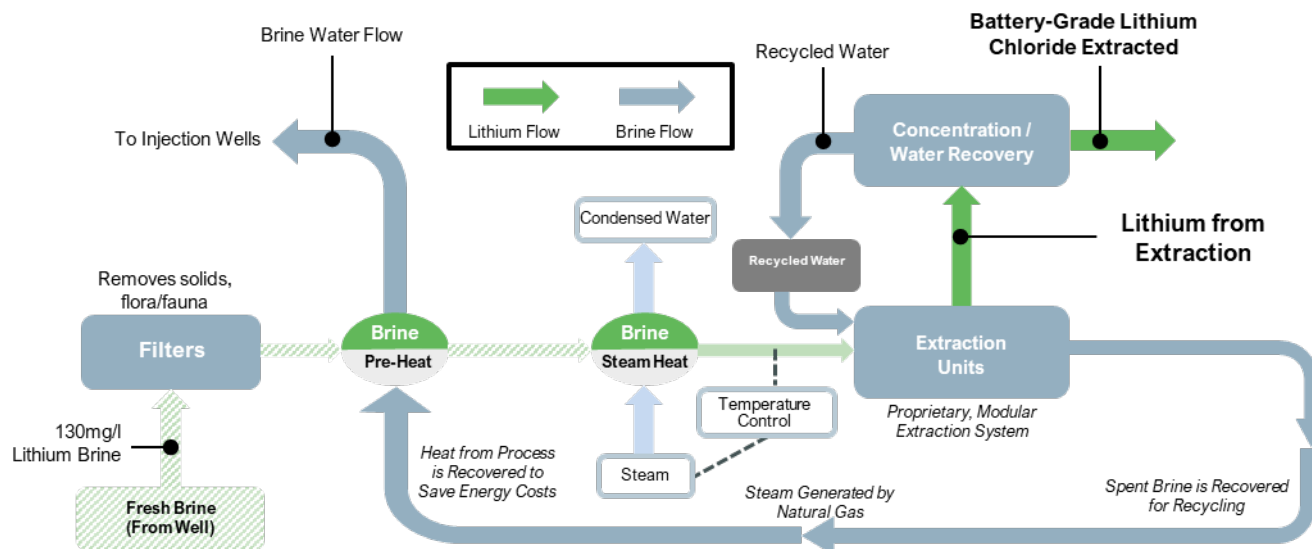 Brine Water Flow
To Injection Wells
Lithium Flow
Brine Flow
Recycled Water
Battery-Grade Lithium
Chloride Extracted
Concentration /
Water Recovery
Condensed Water
Recycled Water
Lithium from
Extraction
Removes solids,
flora/fauna
Filters
Brine
Pre-Heat
Brine
Steam Heat
Extraction
Units
130mg/l
Lithium Brine
Fresh Brine
(From Well)
Heat from Process
is Recovered to
Save Energy Costs
Steam
Temperature
Control
Proprietary, Modular
Extraction System
Steam Generated by
Natural Gas
Spent Brine is Recovered
for Recycling